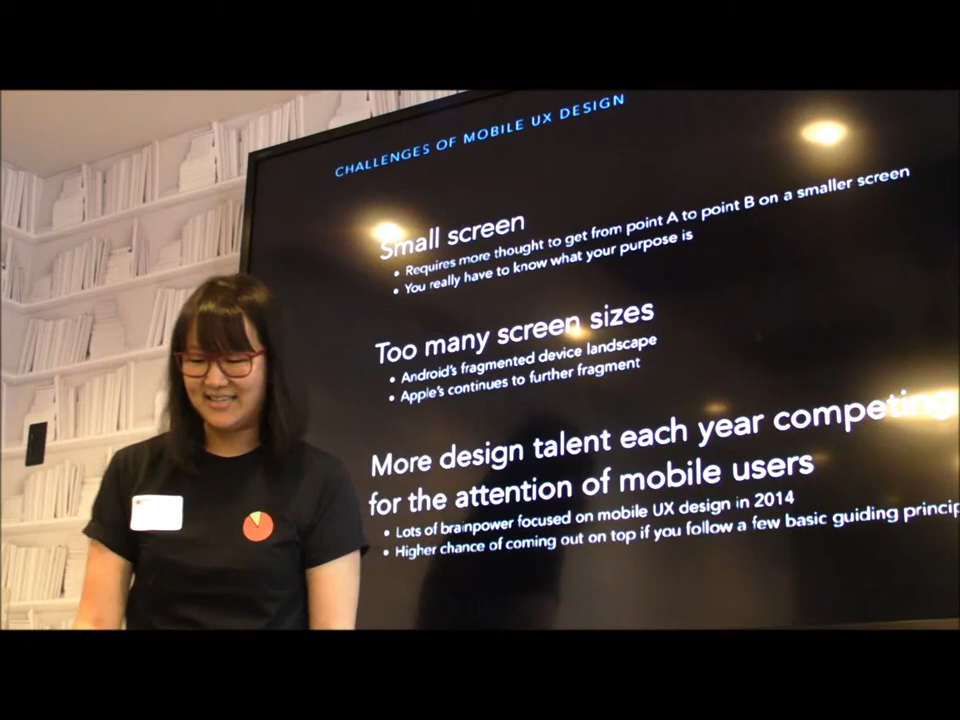 CHALLENGES OF MOBILE UX DESIGN
Small screen
• Requires more thought to get from point A to point B on a smaller screen
• You really have to know what your purpose is
Too many screen sizes
• Android's fragmented device landscape
• Apple's continues to further fragment
More design talent each year competing
for the attention of mobile users
• Lots of brainpower focused on mobile UX design in 2014
• Higher chance of coming out on top if you follow a few basic guiding princip